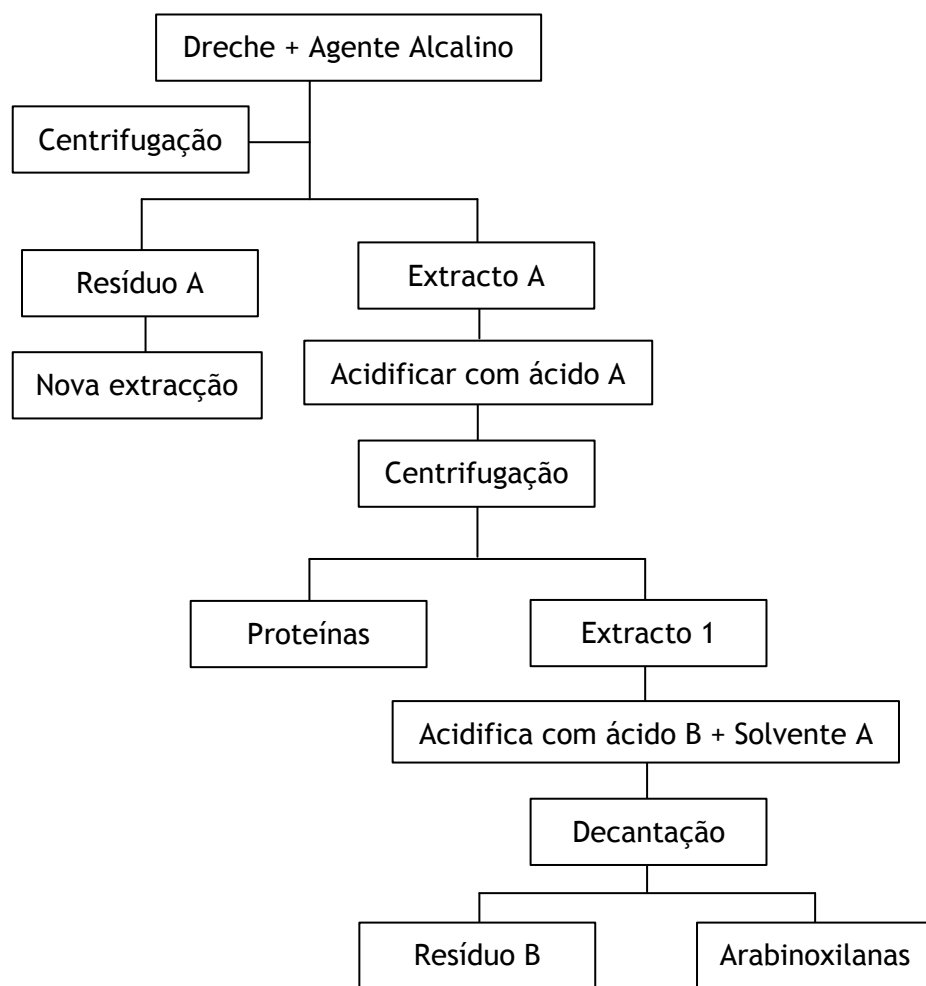 Dreche + Agente Alcalino
Centrifugação
Resíduo A
Extracto A
Nova extracção
Acidificar com ácido A
Centrifugação
Proteínas
Extracto 1
Acidifica com ácido B + Solvente A
Decantação
Resíduo B
Arabinoxilanas